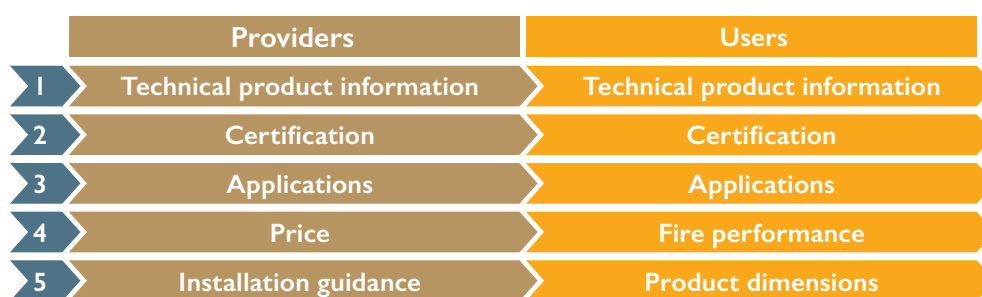 Providers Users
1 Technical product information Technical product information
2 Certification Certification
3 Applications Applications
4 Price Fire performance
5 Installation guidance Product dimensions